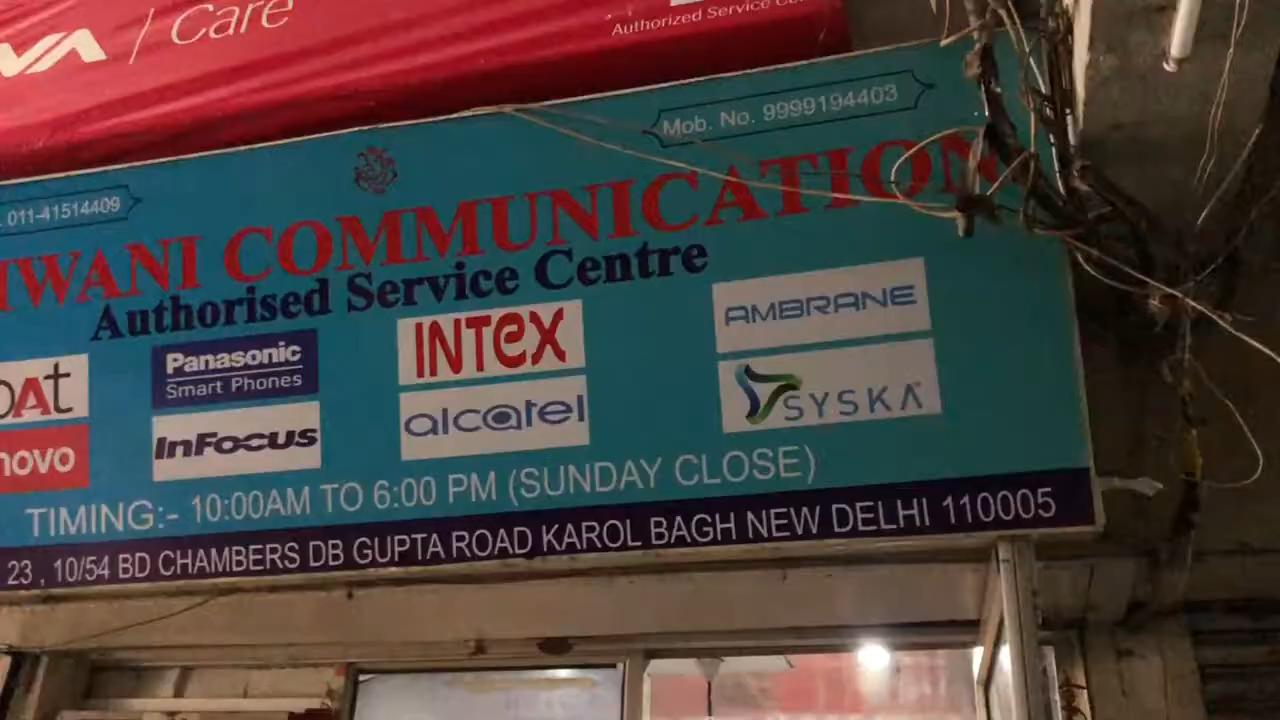 / Care
Authorized Service
Mob. No. 9999194403
011-41514409
COMMUNICATION
Authorised Service Centre
Panasonic
Smart Phones
INTEX
AMBRANE
InFocus
alcatel
SYSKA
TIMING:- 10:00AM TO 6:00 PM (SUNDAY CLOSE)
23 , 10/54 BD CHAMBERS DB GUPTA ROAD KAROL BAGH NEW DELHI 110005